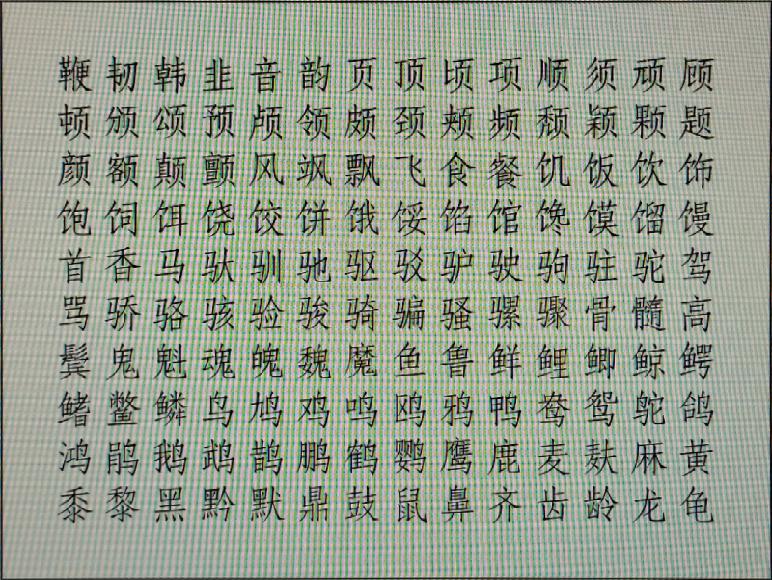 鞭韧韩韭音韵页顶顷项顺须顽顾
顿颁颂预颅领颇颈颊频颓颖颗题
颜额颠颤风飒飘飞食餐饥饭饮饰
饱饲饵饶饺饼饿馁馅馆馋馍馏馒
首香马驮驯驰驱驳驴驶驹驻驼驾
骂骄骆骇验骏骑骗骚骡骤骨髓高
鬓鬼魁魂魄魏魔鱼鲁鲜鲤鲫鲸鳄
鳍鳖鳞鸟鸠鸡鸣鸥鸦鸭鸯鸳鸵鸽
鸿鹃鹅鹉鹊鹏鹤鹦鹰鹿麦麸麻黄
黍黎黑黔默鼎鼓鼠鼻齐齿龄龙龟